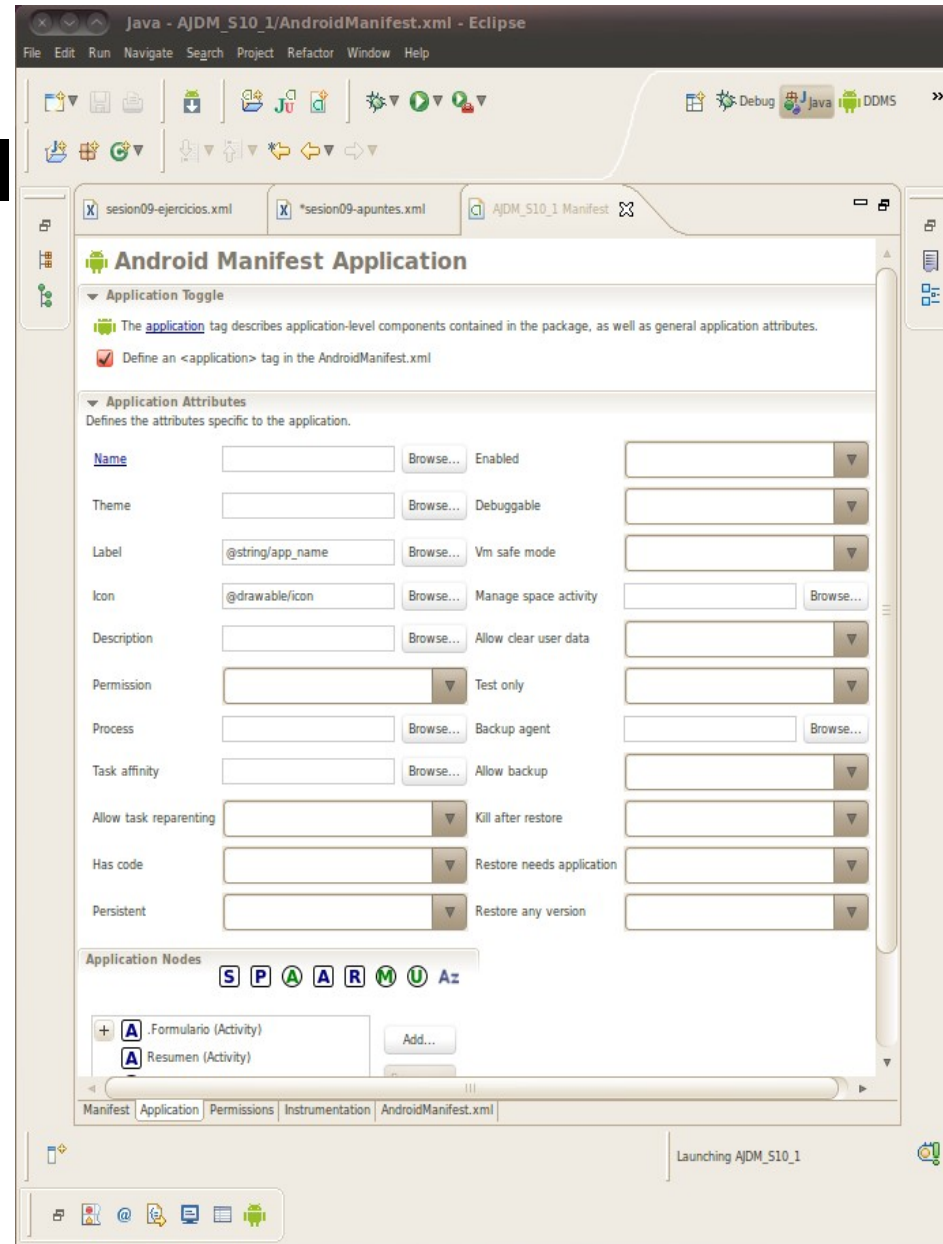 Java - AJDM_S10_1/AndroidManifest.xml - Eclipse
File Edit Run Navigate Search Project Refactor Window Help
Debug Java DDMS »
sesion09-ejercicios.xml *sesion09-apuntes.xml AJDM_S10_1 Manifest
Android Manifest Application
Application Toggle
The application tag describes application-level components contained in the package, as well as general application attributes.
Define an <application> tag in the AndroidManifest.xml
Application Attributes
Defines the attributes specific to the application.
Name Browse... Enabled
Theme Browse... Debuggable
Label @string/app_name Browse... Vm safe mode
Icon @drawable/icon Browse... Manage space activity Browse...
Description Browse... Allow clear user data
Permission Test only
Process Browse... Backup agent Browse...
Task affinity Browse... Allow backup
Allow task reparenting Kill after restore
Has code Restore needs application
Persistent Restore any version
Application Nodes
S P A A R M U Az
A .Formulario (Activity)
Add...
A Resumen (Activity)
Manifest Application Permissions Instrumentation AndroidManifest.xml
Launching AJDM_S10_1